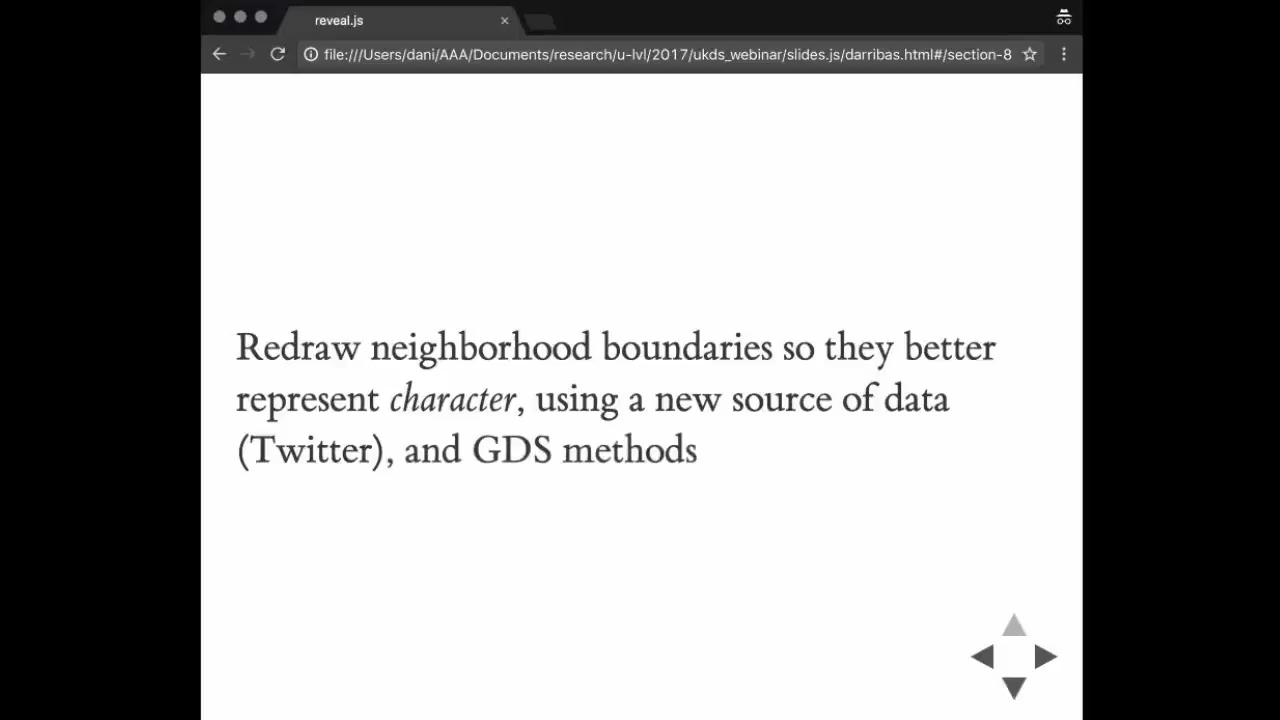 reveal.js
file:///Users/dani/AAA/Documents/research/u-lvl/2017/ukds_webinar/slides.js/darribas.html#/section-8
Redraw neighborhood boundaries so they better
represent character, using a new source of data
(Twitter), and GDS methods